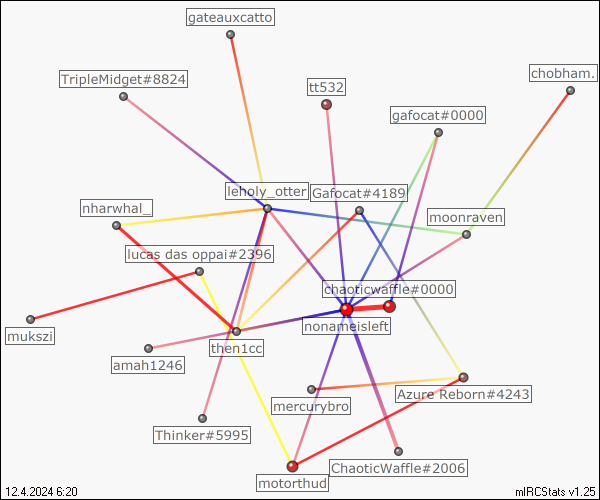 gateauxcatto
TripleMidget#8824
chobham.
tt532
gafocat#0000
leholy_otter
Gafocat#4189
nharwhal_
moonraven
lucas das oppai#2396
chaoticwaffle#0000
nonameisleft
mukszi
then1cc
amah1246
Azure Reborn#4243
mercurybro
Thinker#5995
ChaoticWaffle#2006
motorthud
12.4.2024 6:20
mIRCStats v1.25